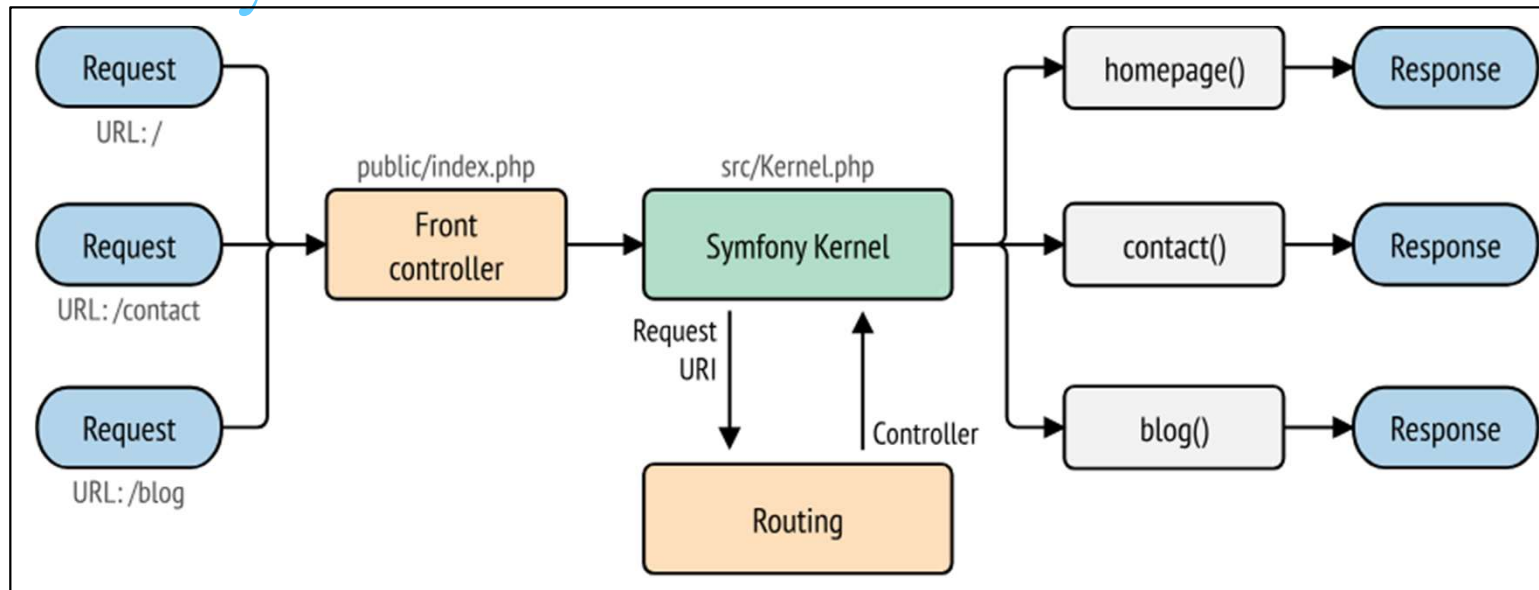 Request
URL: /
Request
URL: /contact
Request
URL: /blog
public/index.php
Front
controller
src/Kernel.php
Symfony Kernel
Request
URI
Controller
Routing
homepage()
Response
contact()
Response
blog()
Response